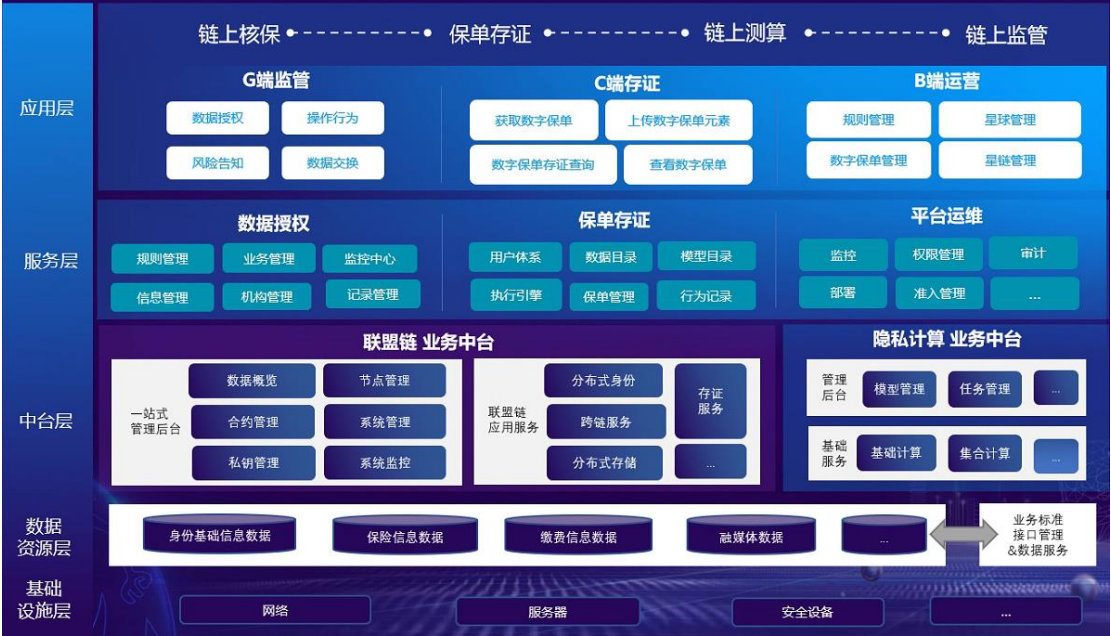 链上核保
保单存证
链上测算
链上监管
应用层
G端监管
数据授权
操作行为
风险告知
数据交换
C端存证
获取数字保单
上传数字保单元素
数字保单存证查询
查看数字保单
B端运营
规则管理
星球管理
数字保单管理
星链管理
服务层
数据授权
规则管理
业务管理
监控中心
信息管理
机构管理
记录管理
保单存证
用户体系
数据目录
模型目录
执行引擎
保单管理
行为记录
平台运维
监控
权限管理
审计
部署
准入管理
...
中台层
联盟链 业务中台
一站式
管理后台
数据概览
节点管理
合约管理
系统管理
私钥管理
系统监控
联盟链
应用服务
分布式身份
跨链服务
分布式存储
存证
服务
...
隐私计算 业务中台
管理
后台
模型管理
任务管理
...
基础
服务
基础计算
集合计算
...
数据
资源层
身份基础信息数据
保险信息数据
缴费信息数据
融媒体数据
...
业务标准
接口管理
&数据服务
基础
设施层
网络
服务器
安全设备
...